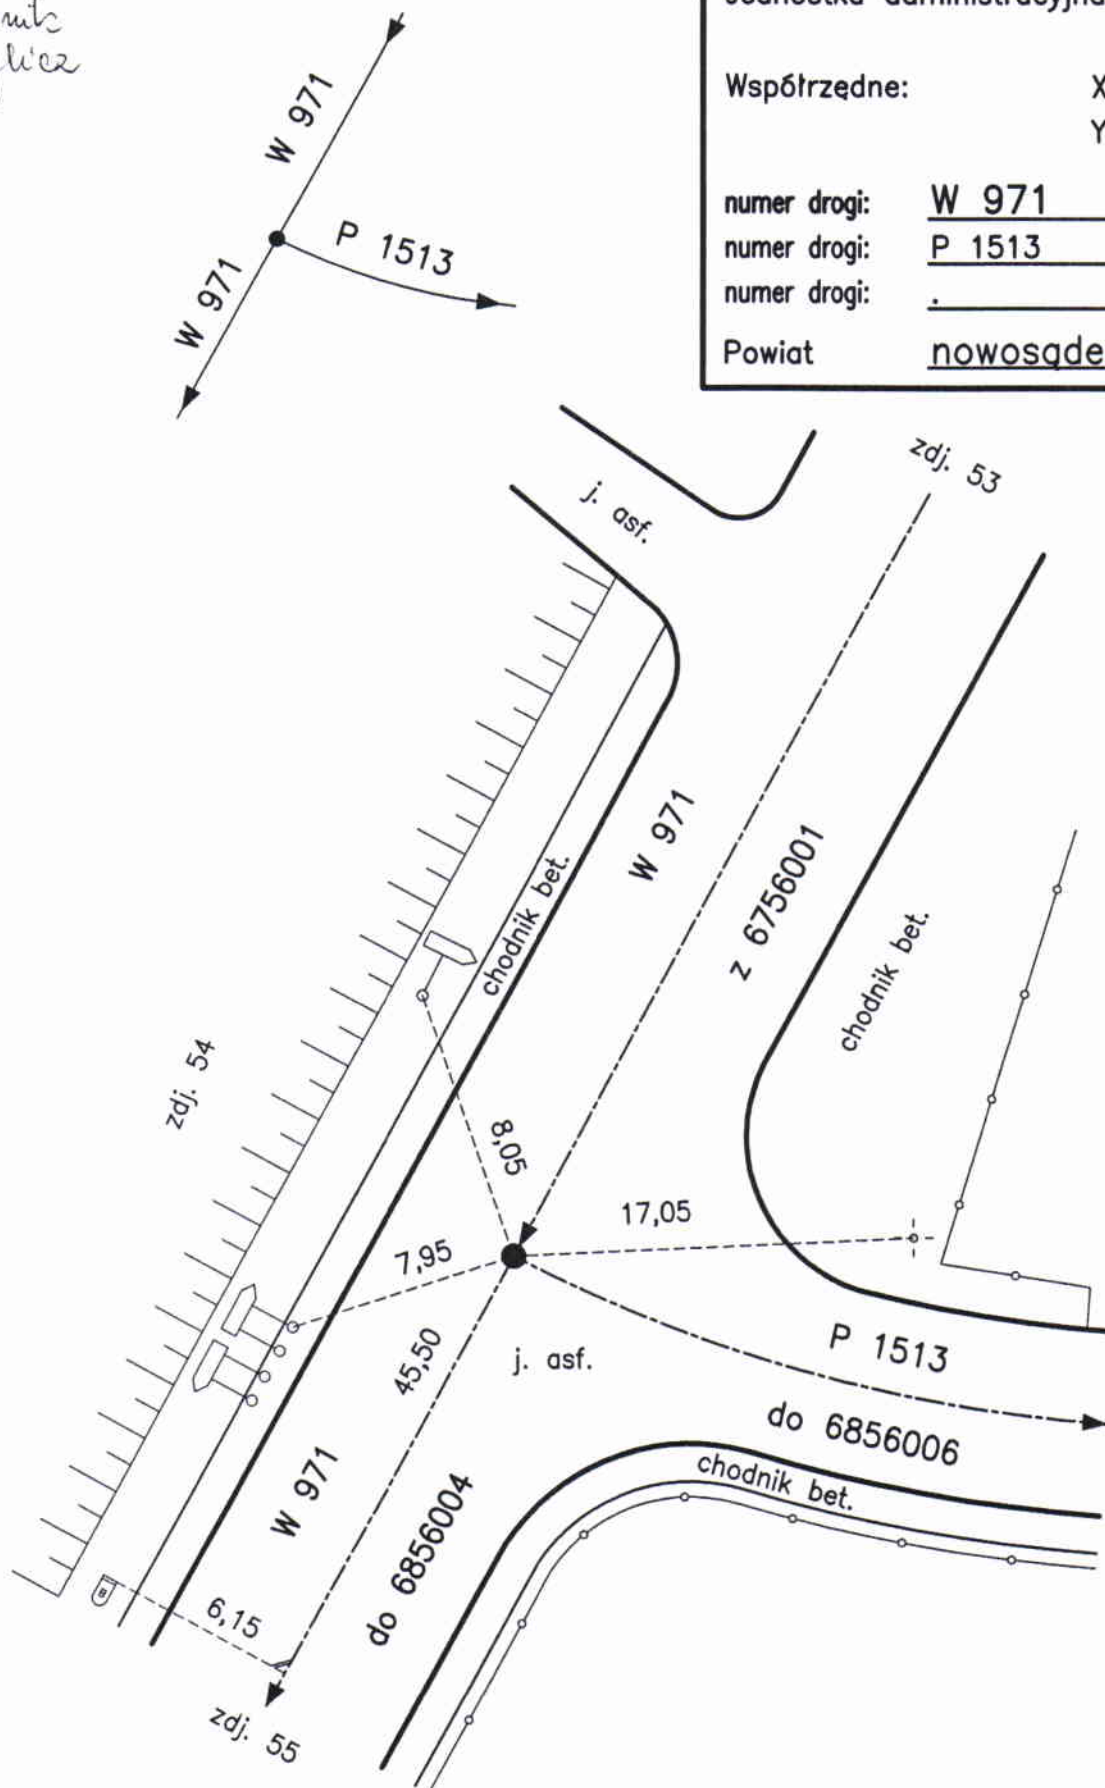 W 971
P 1513
W 971
Współrzędne:
X
Y
numer drogi: W 971
numer drogi: P 1513
numer drogi: .
Powiat nowosąde
zdj. 53
j. asf.
W 971
z 6756001
chodnik bet.
chodnik bet.
zdj. 54
8,05
17,05
7,95
45,50
j. asf.
P 1513
do 6856006
chodnik bet.
W 971
do 6856004
6,15
zdj. 55